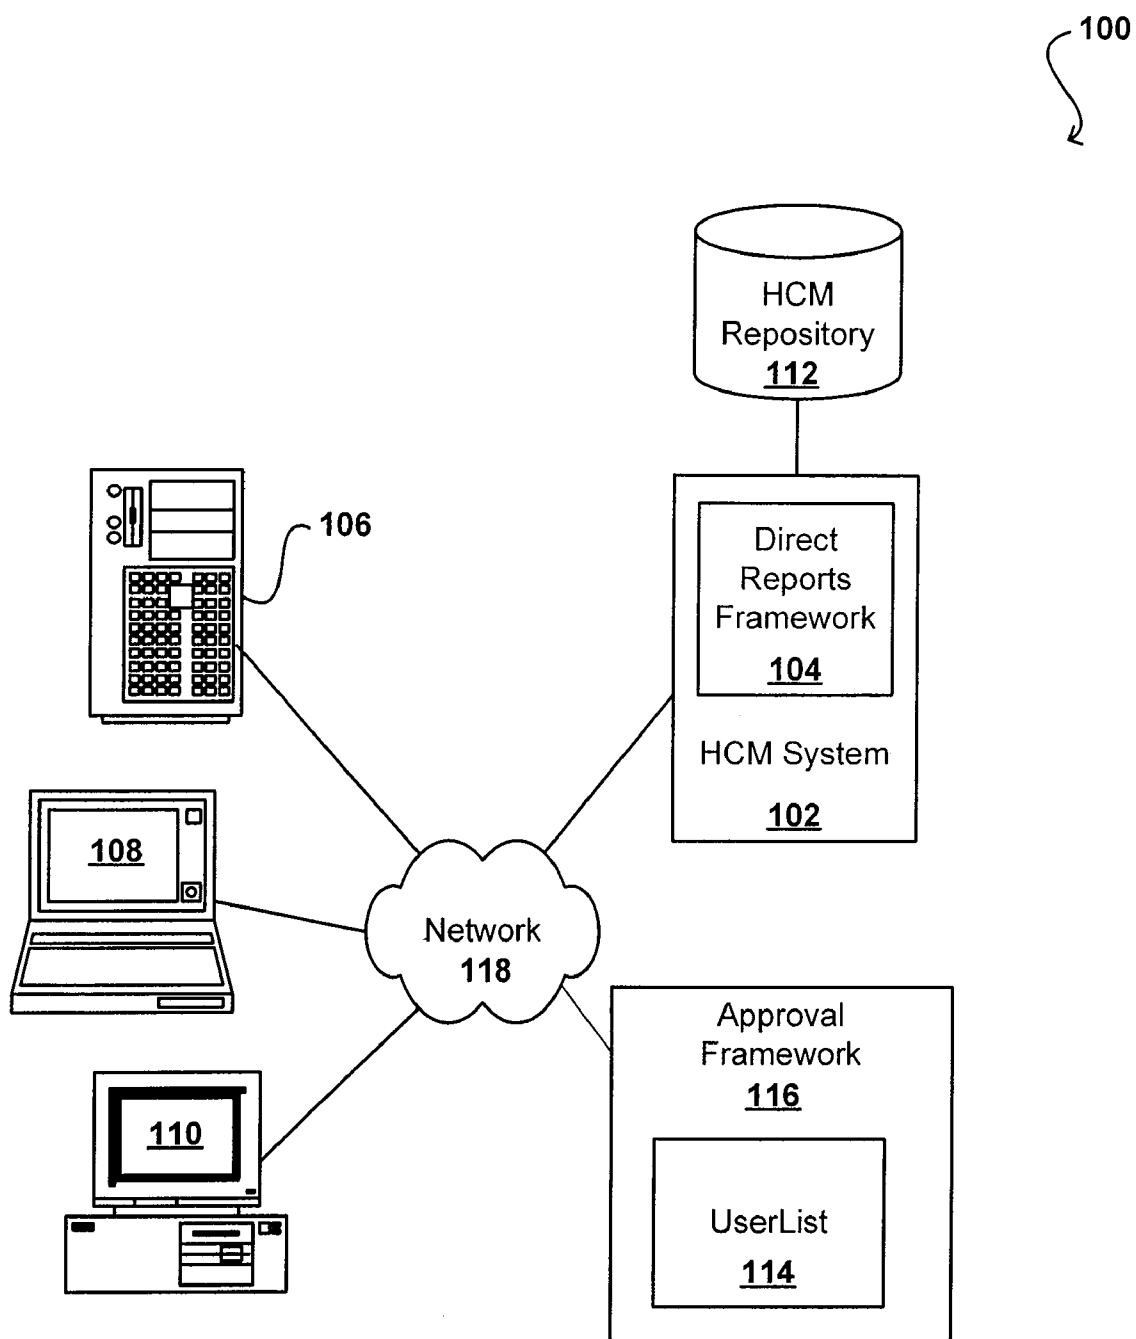 100
HCM
Repository
112
106
Direct
Reports
Framework
104
HCM System
102
108
Network
118
Approval
Framework
116
110
UserList
114